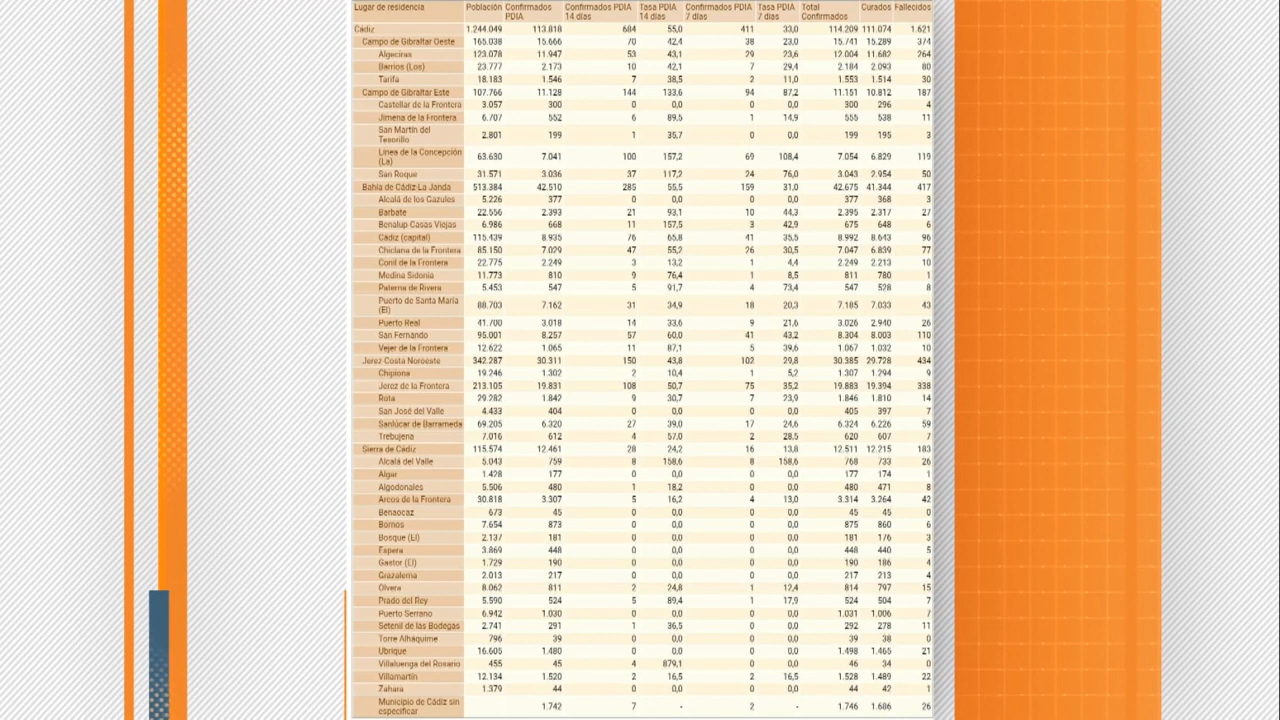 Lugar de residencia Población Confirmados PDIA Confirmados PDIA 14 días Tasa PDIA 14 días Confirmados PDIA 7 días Tasa PDIA 7 días Total Confirmados Curados Fallecidos
Cádiz 1.244.049 113.818 684 55,0 411 33,0 114.209 111.074 1.621
Campo de Gibraltar Oeste 165.038 15.666 70 42,4 38 23,0 15.741 15.289 374
Algeciras 123.078 11.947 53 43,1 29 23,6 12.004 11.682 264
Barrios (Los) 23.777 2.173 10 42,1 7 29,4 2.184 2.093 80
Tarifa 18.183 1.546 7 38,5 2 11,0 1.553 1.514 30
Campo de Gibraltar Este 107.766 11.128 144 133,6 94 87,2 11.151 10.812 187
Castellar de la Frontera 3.057 300 0 0,0 0 0,0 300 296 4
Jimena de la Frontera 6.707 552 6 89,5 1 14,9 555 538 11
San Martín del
Tesorillo 2.801 199 1 35,7 0 0,0 199 195 3
Línea de la Concepción
(La) 63.630 7.041 100 157,2 69 108,4 7.054 6.829 119
San Roque 31.571 3.036 37 117,2 24 76,0 3.043 2.954 50
Bahía de Cádiz-La Janda 513.384 42.510 285 55,5 159 31,0 42.675 41.344 417
Alcalá de los Gazules 5.226 377 0 0,0 0 0,0 377 368 3
Barbate 22.556 2.393 21 93,1 10 44,3 2.395 2.317 27
Benalup-Casas Viejas 6.986 668 11 157,5 3 42,9 675 648 6
Cádiz (capital) 115.439 8.935 76 65,8 41 35,5 8.992 8.643 96
Chiclana de la Frontera 85.150 7.029 47 55,2 26 30,5 7.047 6.839 77
Conil de la Frontera 22.775 2.249 3 13,2 1 4,4 2.249 2.213 10
Medina Sidonia 11.773 810 9 76,4 1 8,5 811 780 1
Paterna de Rivera 5.453 547 5 91,7 4 73,4 547 528 8
Puerto de Santa María
(El) 88.703 7.162 31 34,9 18 20,3 7.185 7.033 43
Puerto Real 41.700 3.018 14 33,6 9 21,6 3.026 2.940 26
San Fernando 95.001 8.257 57 60,0 41 43,2 8.304 8.003 110
Vejer de la Frontera 12.622 1.065 11 87,1 5 39,6 1.067 1.032 10
Jerez-Costa Noroeste 342.287 30.311 150 43,8 102 29,8 30.385 29.728 434
Chipiona 19.246 1.302 2 10,4 1 5,2 1.307 1.294 9
Jerez de la Frontera 213.105 19.831 108 50,7 75 35,2 19.883 19.394 338
Rota 29.282 1.842 9 30,7 7 23,9 1.846 1.810 14
San José del Valle 4.433 404 0 0,0 0 0,0 405 397 7
Sanlúcar de Barrameda 69.205 6.320 27 39,0 17 24,6 6.324 6.226 59
Trebujena 7.016 612 4 57,0 2 28,5 620 607 7
Sierra de Cádiz 115.574 12.461 28 24,2 16 13,8 12.511 12.215 183
Alcalá del Valle 5.043 759 8 158,6 8 158,6 768 733 26
Algar 1.428 177 0 0,0 0 0,0 177 174 1
Algodonales 5.506 480 1 18,2 0 0,0 480 471 8
Arcos de la Frontera 30.818 3.307 5 16,2 4 13,0 3.314 3.264 42
Benaocaz 673 45 0 0,0 0 0,0 45 45 0
Bornos 7.654 873 0 0,0 0 0,0 875 860 6
Bosque (El) 2.137 181 0 0,0 0 0,0 181 176 3
Espera 3.869 448 0 0,0 0 0,0 448 440 5
Gastor (El) 1.729 190 0 0,0 0 0,0 190 186 4
Grazalema 2.013 217 0 0,0 0 0,0 217 213 4
Olvera 8.062 811 2 24,8 1 12,4 814 797 15
Prado del Rey 5.590 524 5 89,4 1 17,9 524 504 7
Puerto Serrano 6.942 1.030 0 0,0 0 0,0 1.031 1.006 7
Setenil de las Bodegas 2.741 291 1 36,5 0 0,0 292 278 11
Torre Alháquime 796 39 0 0,0 0 0,0 39 38 0
Ubrique 16.605 1.480 0 0,0 0 0,0 1.498 1.465 21
Villaluenga del Rosario 455 45 4 879,1 0 0,0 46 34 0
Villamartín 12.134 1.520 2 16,5 2 16,5 1.528 1.489 22
Zahara 1.379 44 0 0,0 0 0,0 44 42 1
Municipio de Cádiz sin
especificar 1.742 7 - 2 - 1.746 1.686 26